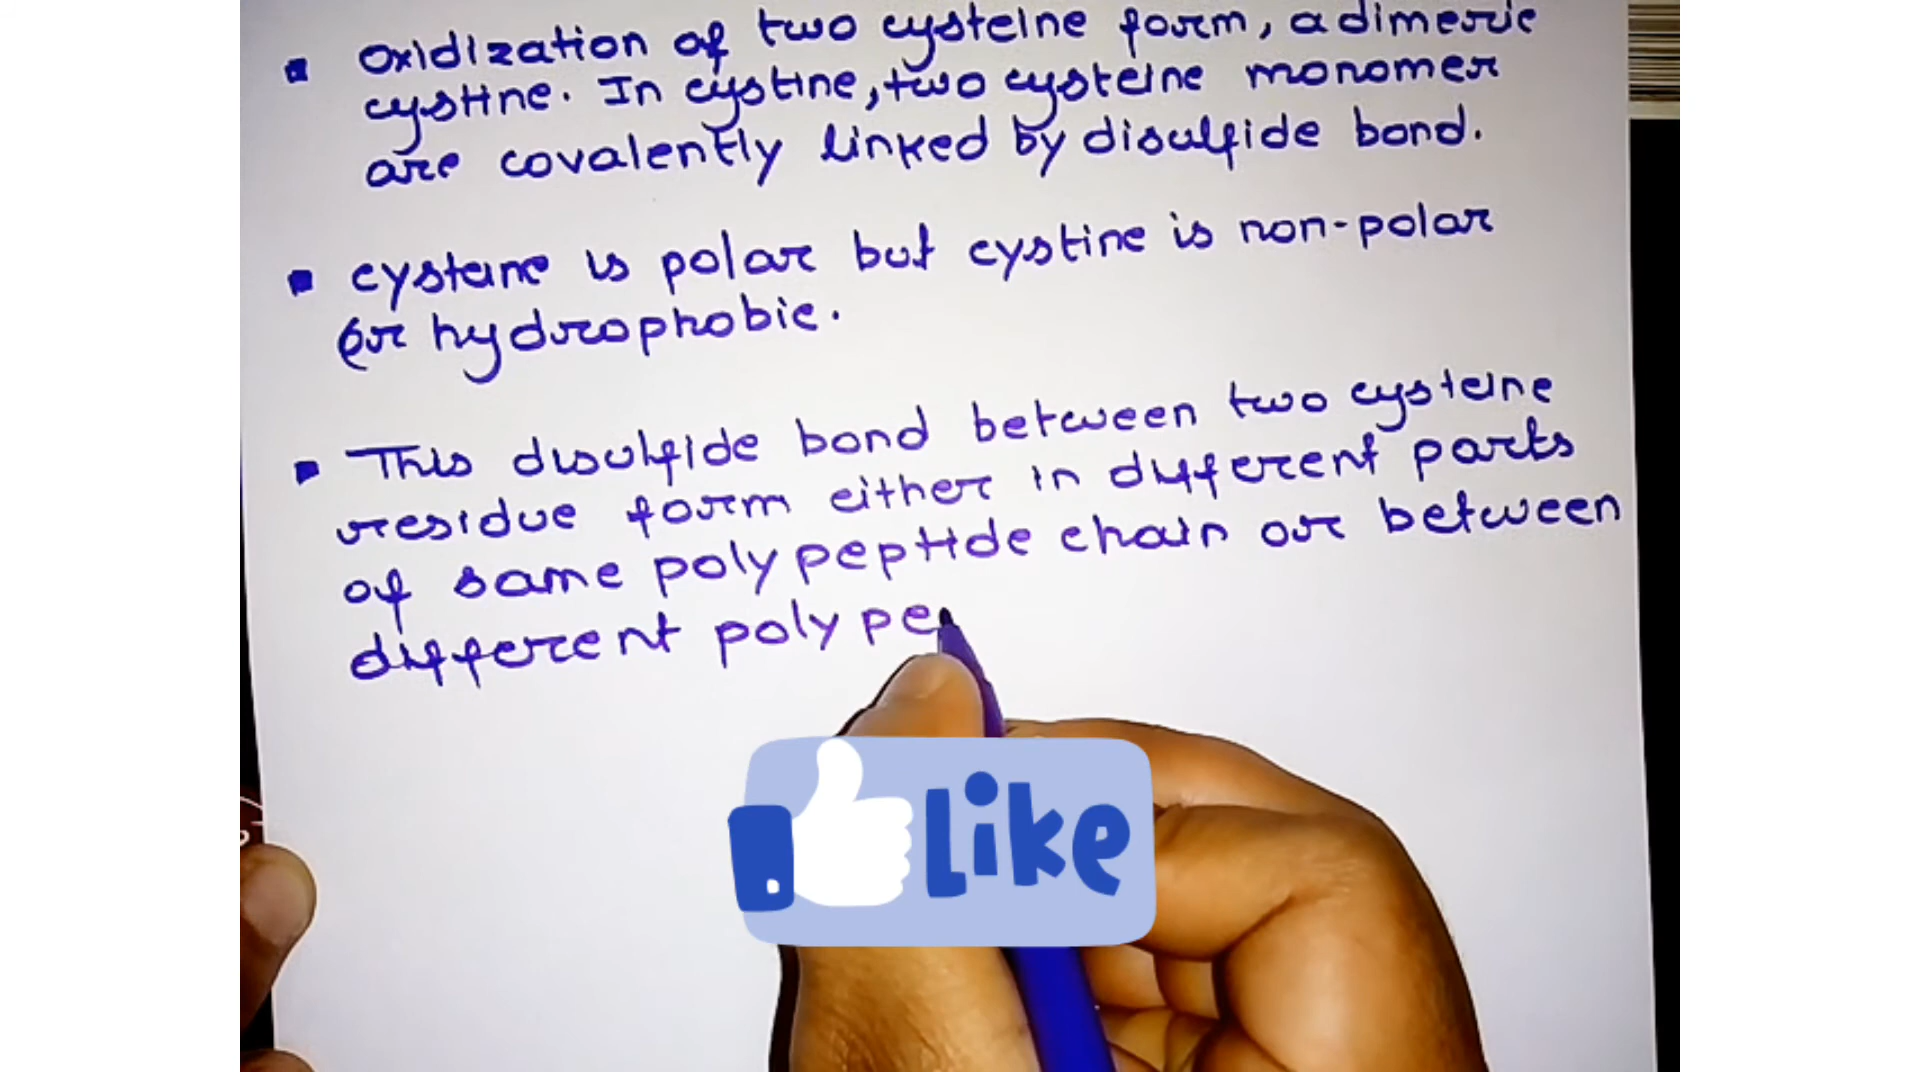 Oxidization of two cysteine form, a dimeric
cystine. In cystine, two cysteine monomer
are covalently linked by disulfide bond.
cysteine is polar but cystine is non-polar
or hydrophobic.
This disulfide bond between two cysteine
residue form either in different parts
of same polypeptide chain or between
different polype
Like